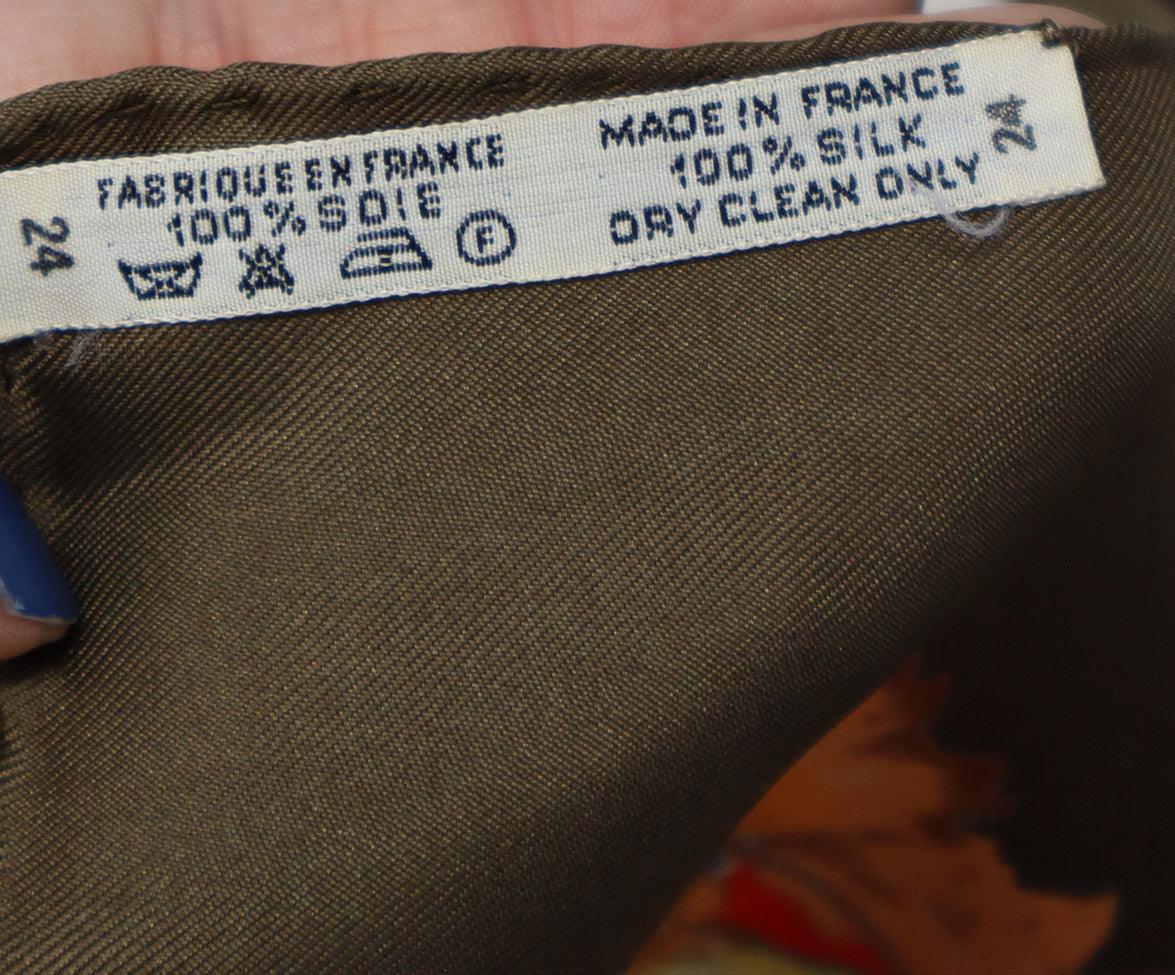 24
FABRIQUE EN FRANCE
100% SOIE
F
MADE IN FRANCE
100% SILK
DRY CLEAN ONLY
24